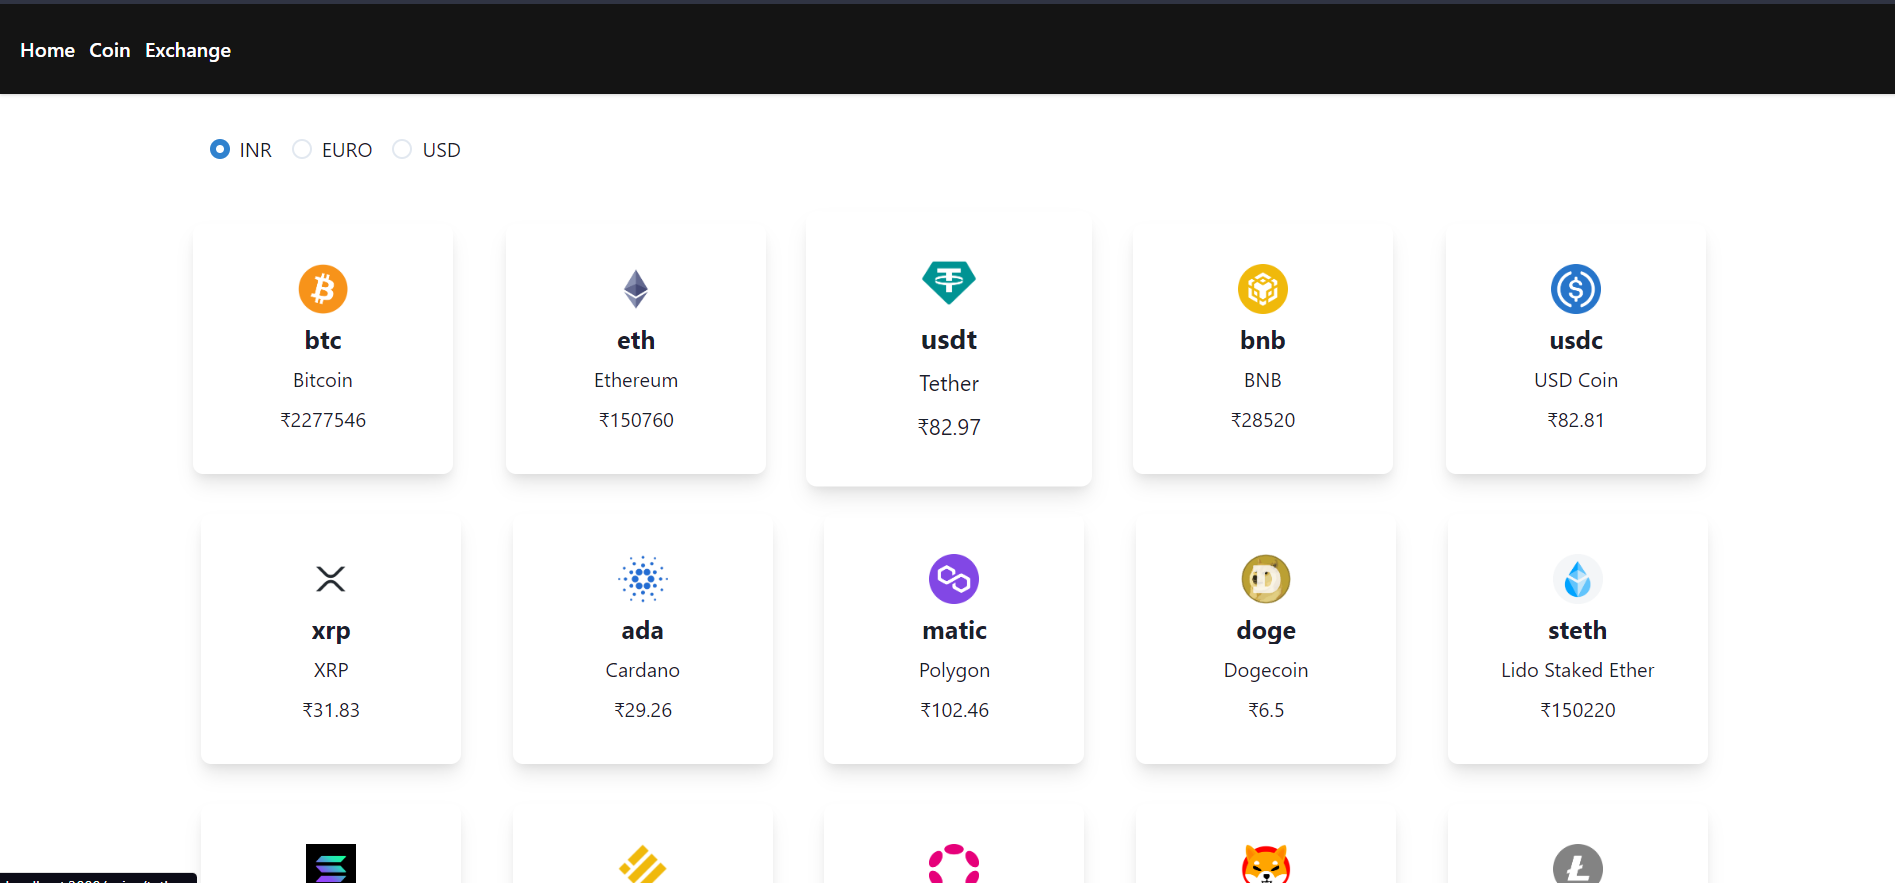 Home Coin Exchange
INR EURO USD
btc
Bitcoin
₹2277546
eth
Ethereum
₹150760
usdt
Tether
₹82.97
bnb
BNB
₹28520
usdc
USD Coin
₹82.81
xrp
XRP
₹31.83
ada
Cardano
₹29.26
matic
Polygon
₹102.46
doge
Dogecoin
₹6.5
steth
Lido Staked Ether
₹150220